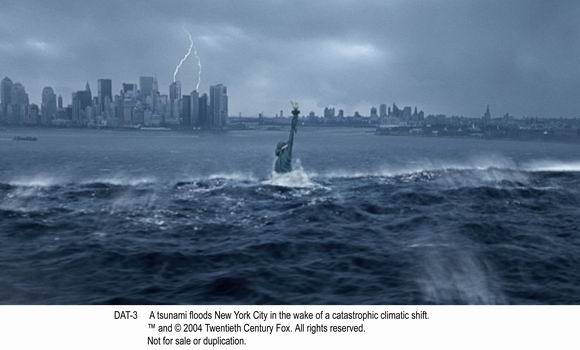 DAT-3 A tsunami floods New York City in the wake of a catastrophic climatic shift.
™ and © 2004 Twentieth Century Fox. All rights reserved.
Not for sale or duplication.